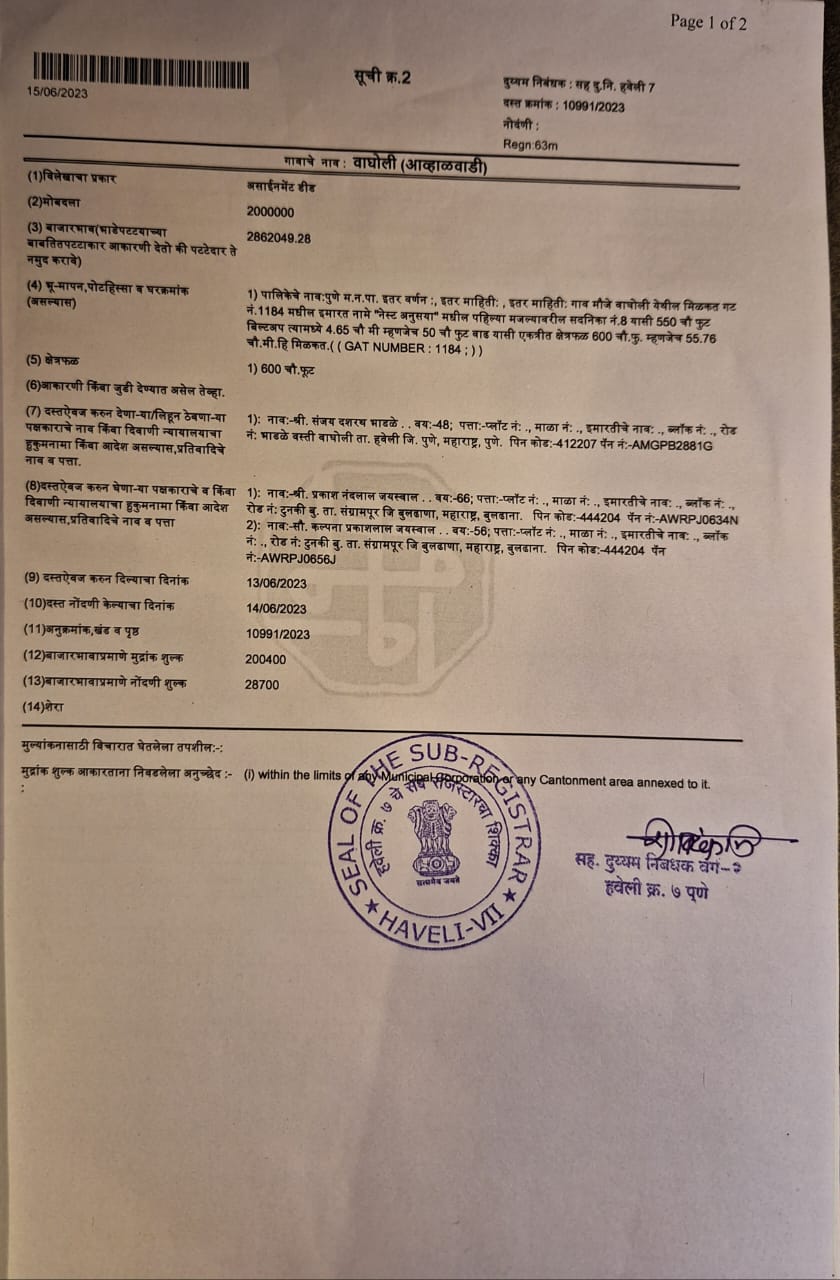 Page 1 of 2
सूची क्र.2
15/06/2023
दुय्यम निबंधक : सह दु.नि. हवेली 7
दस्त क्रमांक : 10991/2023
नोदंणी :
Regn:63m
गावाचे नाव: वाघोली (आव्हाळवाडी)
(1)विलेखाचा प्रकार
असाईनमेंट डीड
(2)मोबदला
2000000
(3) बाजारभाव(भाडेपटटयाच्या
बाबतितपटटाकार आकारणी देतो की पटटेदार ते
नमुद करावे)
2862049.28
(4) भू-मापन,पोटहिस्सा व घरक्रमांक
(असल्यास)
1) पालिकेचे नाव:पुणे म.न.पा. इतर वर्णन :, इतर माहिती: , इतर माहिती: गाव मौजे वाघोली येथील मिळकत गट
नं.1184 मधील इमारत नामे "नेस्ट अनुसया" मधील पहिल्या मजल्यावरील सदनिका नं.8 यासी 550 चौ फुट
बिल्टअप त्यामध्ये 4.65 चौ मी म्हणजेच 50 चौ फुट वाढ यासी एकत्रीत क्षेत्रफळ 600 चौ.फु. म्हणजेच 55.76
चौ.मी.हि मिळकत.( ( GAT NUMBER : 1184 ; ) )
(5) क्षेत्रफळ
1) 600 चौ.फूट
(6)आकारणी किंवा जुडी देण्यात असेल तेव्हा.
(7) दस्तऐवज करुन देणा-या/लिहून ठेवणा-या
पक्षकाराचे नाव किंवा दिवाणी न्यायालयाचा
हुकुमनामा किंवा आदेश असल्यास,प्रतिवादिचे
नाव व पत्ता.
1): नाव:-श्री. संजय दशरथ भाडळे . . वय:-48; पत्ता:-प्लॉट नं: ., माळा नं: ., इमारतीचे नाव: ., ब्लॉक नं: ., रोड
नं: भाडळे वस्ती वाघोली ता. हवेली जि. पुणे, महाराष्ट्र, पुणे. पिन कोड:-412207 पॅन नं:-AMGPB2881G
(8)दस्तऐवज करुन घेणा-या पक्षकाराचे व किंवा
दिवाणी न्यायालयाचा हुकुमनामा किंवा आदेश
असल्यास,प्रतिवादिचे नाव व पत्ता
1): नाव:-श्री. प्रकाश नंदलाल जयस्वाल . . वय:-66; पत्ता:-प्लॉट नं: ., माळा नं: ., इमारतीचे नाव: ., ब्लॉक नं: .,
रोड नं: टुनकी बु. ता. संग्रामपूर जि बुलढाणा, महाराष्ट्र, बुलढाना. पिन कोड:-444204 पॅन नं:-AWRPJ0634N
2): नाव:-सौ. कल्पना प्रकाशलाल जयस्वाल . . वय:-56; पत्ता:-प्लॉट नं: ., माळा नं: ., इमारतीचे नाव: ., ब्लॉक
नं: ., रोड नं: टुनकी बु. ता. संग्रामपूर जि बुलढाणा, महाराष्ट्र, बुलढाना. पिन कोड:-444204 पॅन
नं:-AWRPJ0656J
(9) दस्तऐवज करुन दिल्याचा दिनांक
13/06/2023
(10)दस्त नोंदणी केल्याचा दिनांक
14/06/2023
(11)अनुक्रमांक,खंड व पृष्ठ
10991/2023
(12)बाजारभावाप्रमाणे मुद्रांक शुल्क
200400
(13)बाजारभावाप्रमाणे नोंदणी शुल्क
28700
(14)शेरा
मुल्यांकनासाठी विचारात घेतलेला तपशील:-:
मुद्रांक शुल्क आकारताना निवडलेला अनुच्छेद :- (i) within the limits of any Municipal Corporation or any Cantonment area annexed to it.
:
SEAL OF THE SUB-REGISTRAR
हवेली क्र. ७ चे सह रजिस्टारचा शिक्का
सत्यमेव जयते
★ HAVELI-VII ★
सह. दुय्यम निबंधक वर्ग-२
हवेली क्र. ७ पुणे